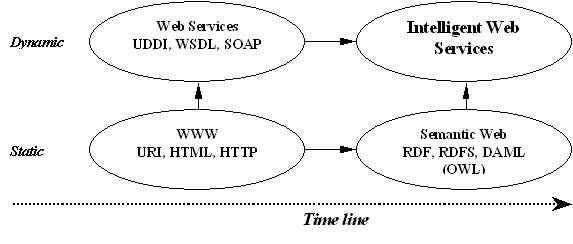 Dynamic
Web Services
UDDI, WSDL, SOAP
Intelligent Web
Services
Static
WWW
URI, HTML, HTTP
Semantic Web
RDF, RDFS, DAML
(OWL)
Time line